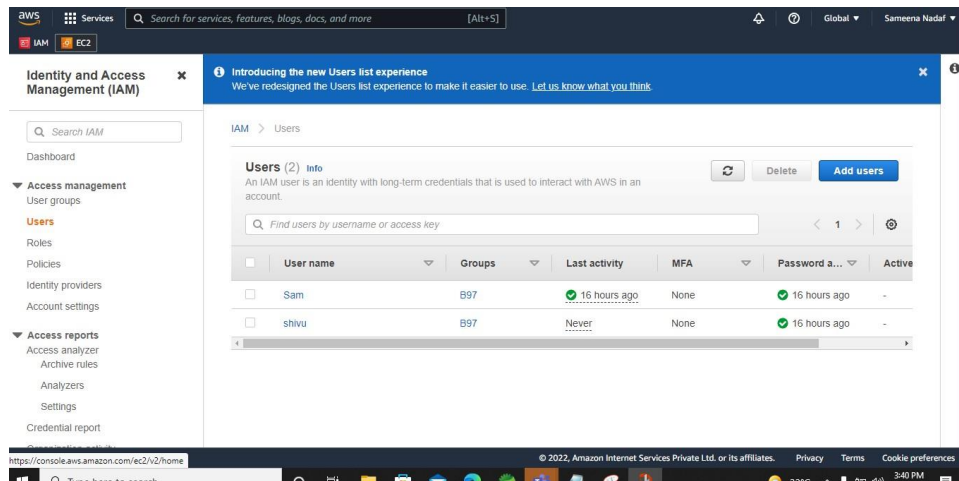 aws
Services
Search for services, features, blogs, docs, and more
[Alt+S]
Global
Sameena Nadaf
IAM
EC2
Identity and Access
Management (IAM)
Search IAM
Dashboard
Access management
User groups
Users
Roles
Policies
Identity providers
Account settings
Access reports
Access analyzer
Archive rules
Analyzers
Settings
Credential report
https://console.aws.amazon.com/ec2/v2/home
Introducing the new Users list experience
We've redesigned the Users list experience to make it easier to use. Let us know what you think.
IAM > Users
Users (2) Info
An IAM user is an identity with long-term credentials that is used to interact with AWS in an
account.
Delete
Add users
Find users by username or access key
1
User name Groups Last activity MFA Password a... Active
Sam B97 16 hours ago None 16 hours ago -
shivu B97 Never None 16 hours ago -
© 2022, Amazon Internet Services Private Ltd. or its affiliates. Privacy Terms Cookie preferences
Type here to search
3:40 PM